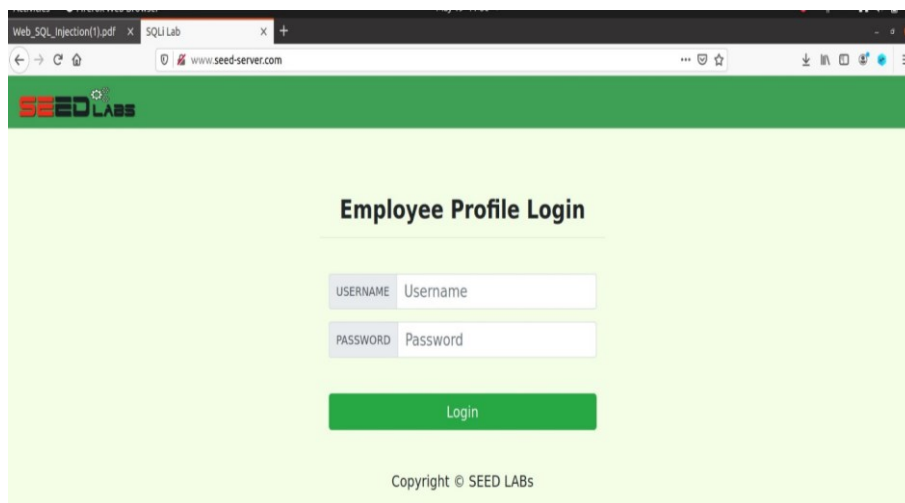 Web_SQL_Injection(1).pdf × SQLi Lab × +
www.seed-server.com
SEED LABS
Employee Profile Login
USERNAME Username
PASSWORD Password
Login
Copyright © SEED LABs